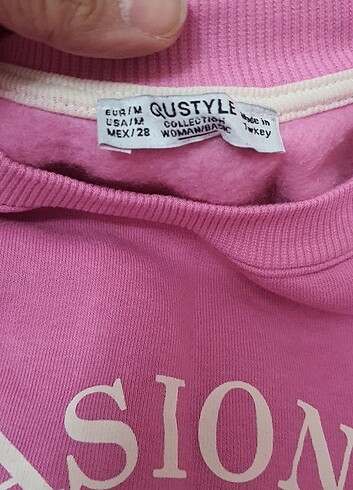 EUR/M
USA/M
MEX/28
QUSTYLE
COLLECTION
WOMAN/BASIC
Made in
Turkey
SION